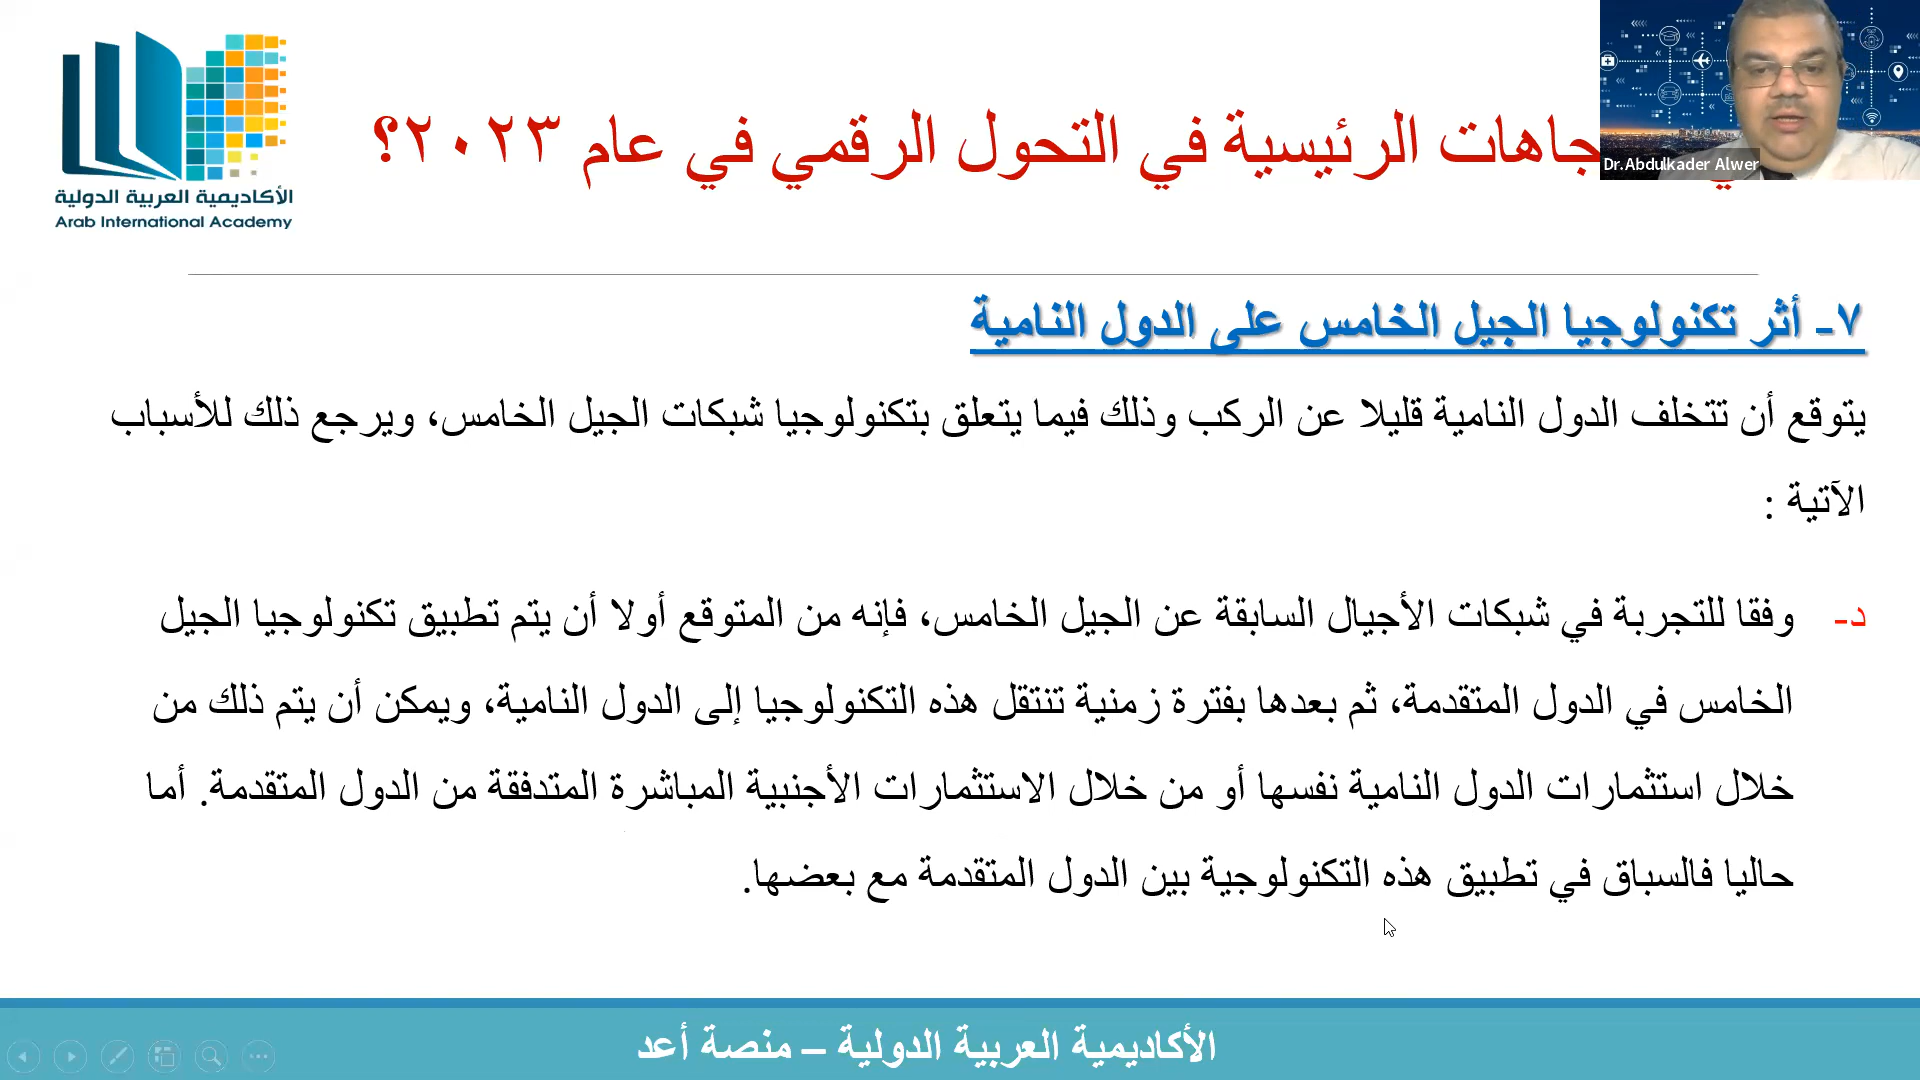 الأكاديمية العربية الدولية
Arab International Academy
جاهات الرئيسية في التحول الرقمي في عام ٢٠٢٣؟
Dr.Abdulkader Alwer
٧- أثر تكنولوجيا الجيل الخامس على الدول النامية
يتوقع أن تتخلف الدول النامية قليلا عن الركب وذلك فيما يتعلق بتكنولوجيا شبكات الجيل الخامس، ويرجع ذلك للأسباب
الآتية :
د- وفقا للتجربة في شبكات الأجيال السابقة عن الجيل الخامس، فإنه من المتوقع أولا أن يتم تطبيق تكنولوجيا الجيل
الخامس في الدول المتقدمة، ثم بعدها بفترة زمنية تنتقل هذه التكنولوجيا إلى الدول النامية، ويمكن أن يتم ذلك من
خلال استثمارات الدول النامية نفسها أو من خلال الاستثمارات الأجنبية المباشرة المتدفقة من الدول المتقدمة. أما
حاليا فالسباق في تطبيق هذه التكنولوجية بين الدول المتقدمة مع بعضها.
الأكاديمية العربية الدولية – منصة أعد